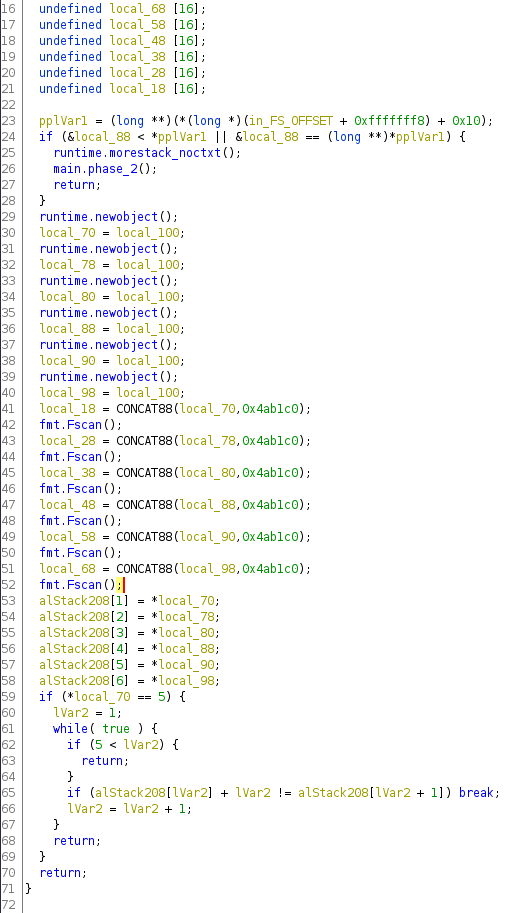 16 undefined local_68 [16];
17 undefined local_58 [16];
18 undefined local_48 [16];
19 undefined local_38 [16];
20 undefined local_28 [16];
21 undefined local_18 [16];
22
23 pplVar1 = (long **)(*(long *)(in_FS_OFFSET + 0xfffffff8) + 0x10);
24 if (&local_88 < *pplVar1 || &local_88 == (long **)*pplVar1) {
25 runtime.morestack_noctxt();
26 main.phase_2();
27 return;
28 }
29 runtime.newobject();
30 local_70 = local_100;
31 runtime.newobject();
32 local_78 = local_100;
33 runtime.newobject();
34 local_80 = local_100;
35 runtime.newobject();
36 local_88 = local_100;
37 runtime.newobject();
38 local_90 = local_100;
39 runtime.newobject();
40 local_98 = local_100;
41 local_18 = CONCAT88(local_70,0x4ab1c0);
42 fmt.Fscan();
43 local_28 = CONCAT88(local_78,0x4ab1c0);
44 fmt.Fscan();
45 local_38 = CONCAT88(local_80,0x4ab1c0);
46 fmt.Fscan();
47 local_48 = CONCAT88(local_88,0x4ab1c0);
48 fmt.Fscan();
49 local_58 = CONCAT88(local_90,0x4ab1c0);
50 fmt.Fscan();
51 local_68 = CONCAT88(local_98,0x4ab1c0);
52 fmt.Fscan();
53 alStack208[1] = *local_70;
54 alStack208[2] = *local_78;
55 alStack208[3] = *local_80;
56 alStack208[4] = *local_88;
57 alStack208[5] = *local_90;
58 alStack208[6] = *local_98;
59 if (*local_70 == 5) {
60 lVar2 = 1;
61 while( true ) {
62 if (5 < lVar2) {
63 return;
64 }
65 if (alStack208[lVar2] + lVar2 != alStack208[lVar2 + 1]) break;
66 lVar2 = lVar2 + 1;
67 }
68 return;
69 }
70 return;
71 }
72